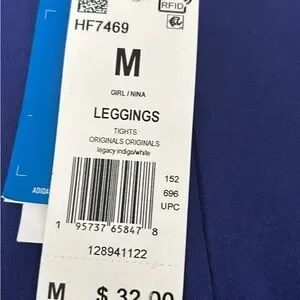 RFID
HF7469
M
GIRL / NINA
LEGGINGS
TIGHTS
ORIGINALS ORIGINALS
legacy indigo/white
152
696
UPC
1 95737 65847 8
128941122
M $ 32.00